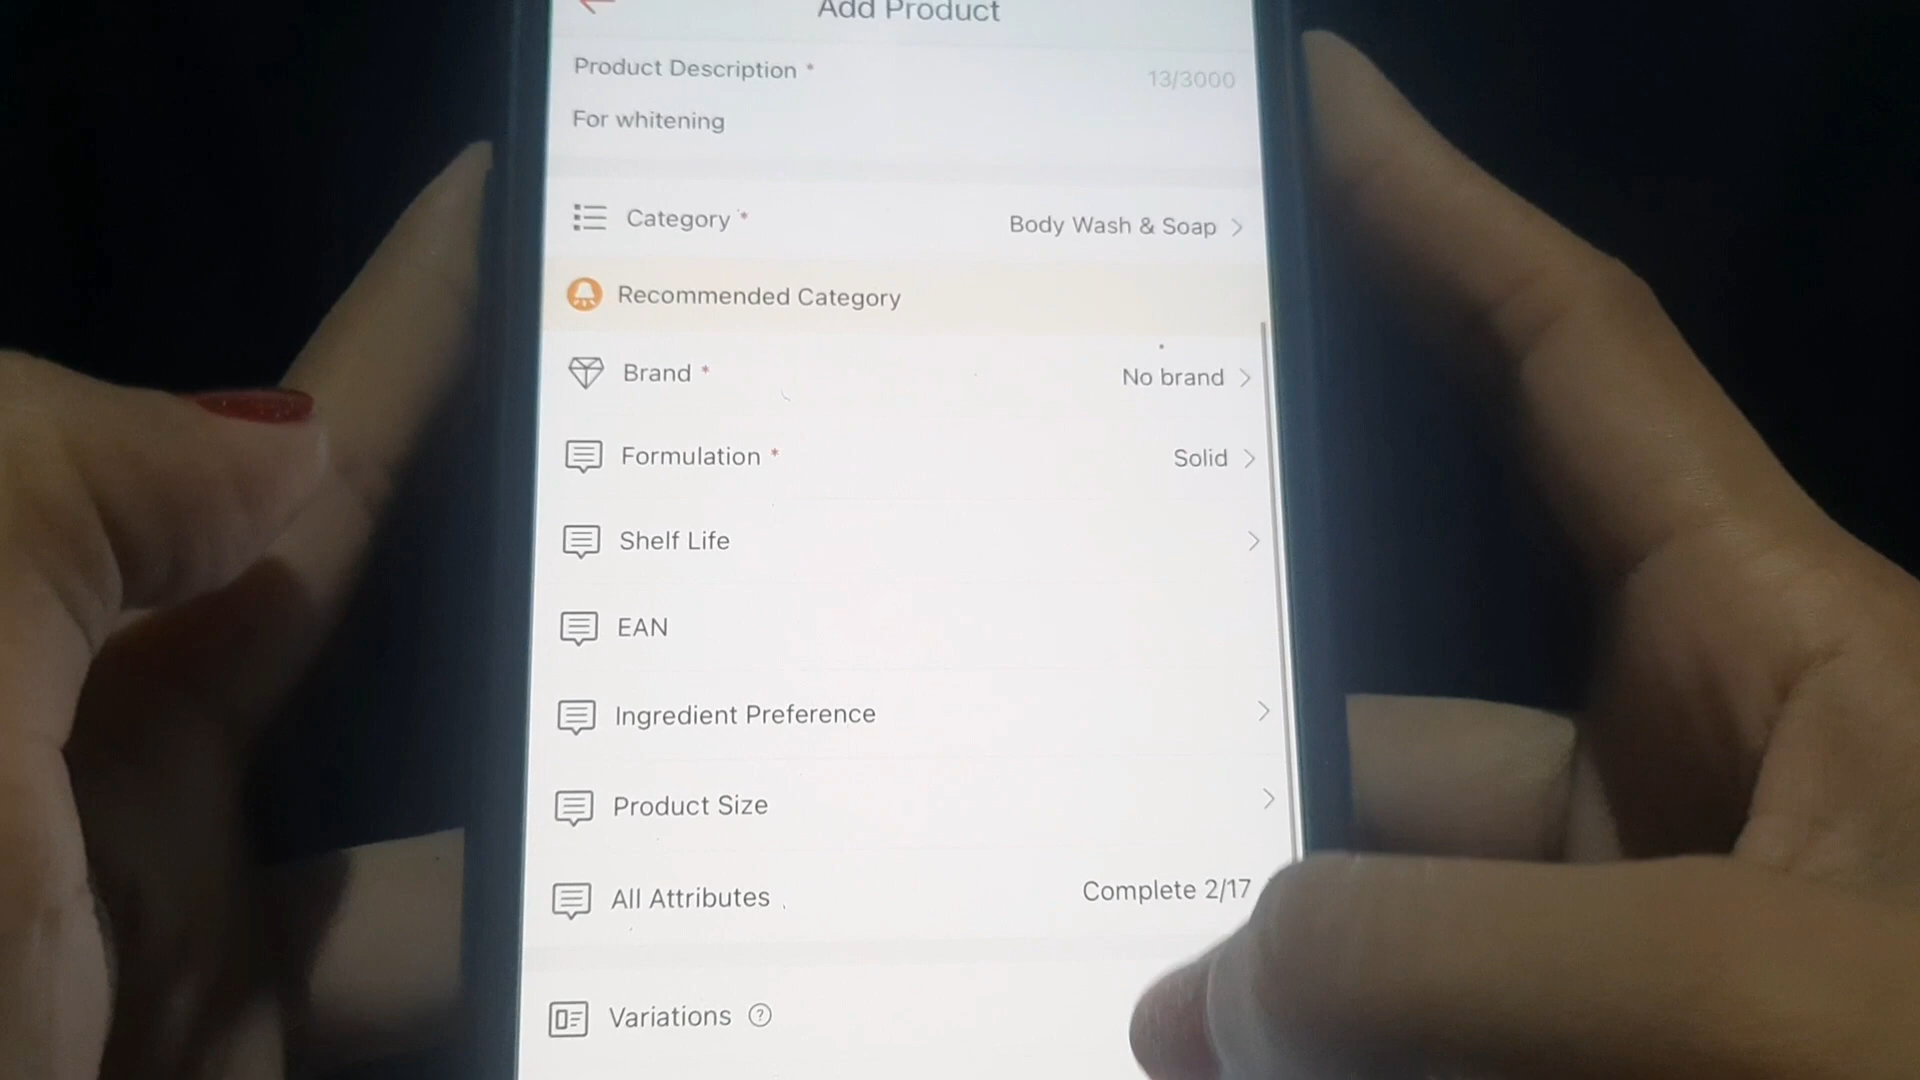 Add Product
Product Description *
13/3000
For whitening
Category *
Body Wash & Soap
Recommended Category
Brand *
No brand
Formulation *
Solid
Shelf Life
EAN
Ingredient Preference
Product Size
All Attributes
Complete 2/17
Variations ?